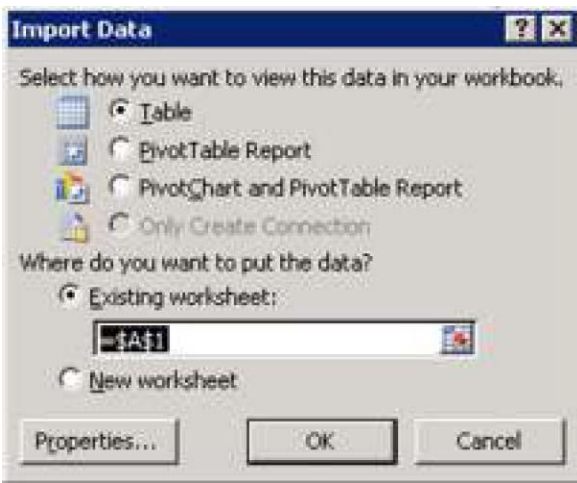 Import Data
Select how you want to view this data in your workbook.
Table
PivotTable Report
PivotChart and PivotTable Report
Only Create Connection
Where do you want to put the data?
Existing worksheet:
=$A$1
New worksheet
Properties... OK Cancel